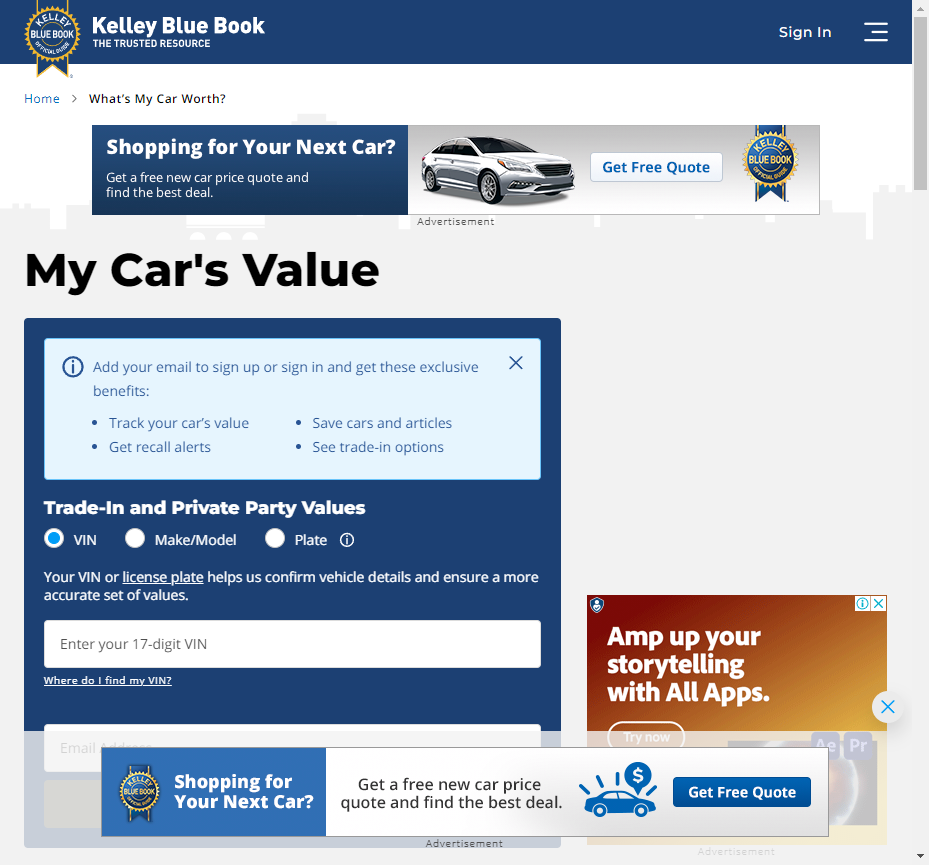 KELLEY
BLUE BOOK
OFFICIAL GUIDE
Kelley Blue Book
THE TRUSTED RESOURCE
Sign In
Home > What's My Car Worth?
Shopping for Your Next Car?
Get a free new car price quote and
find the best deal.
Get Free Quote
KELLEY
BLUE BOOK
OFFICIAL GUIDE
Advertisement
My Car's Value
Add your email to sign up or sign in and get these exclusive
benefits:
• Track your car's value
• Get recall alerts
• Save cars and articles
• See trade-in options
Trade-In and Private Party Values
VIN
Make/Model
Plate
Your VIN or license plate helps us confirm vehicle details and ensure a more
accurate set of values.
Enter your 17-digit VIN
Where do I find my VIN?
Email Address
Amp up your
storytelling
with All Apps.
Try now
Ae
Pr
KELLEY
BLUE BOOK
OFFICIAL GUIDE
Shopping for
Your Next Car?
Get a free new car price
quote and find the best deal.
$
Get Free Quote
Advertisement
Advertisement